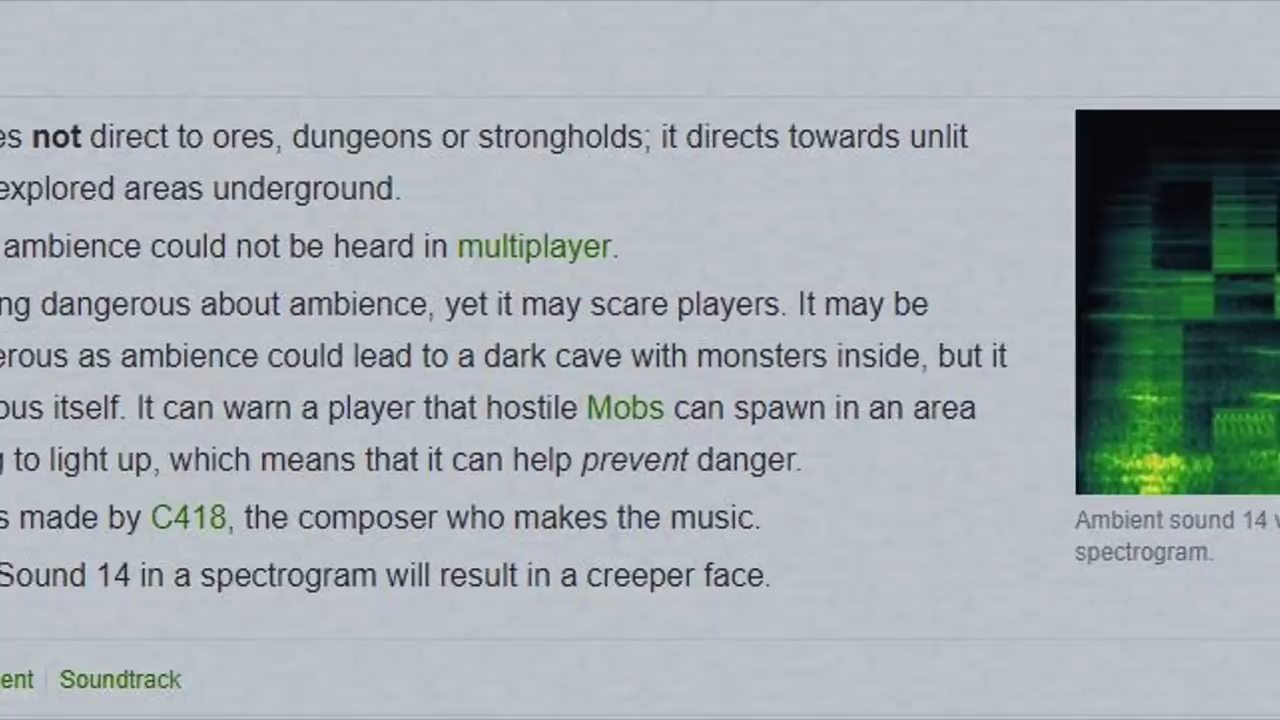 es not direct to ores, dungeons or strongholds; it directs towards unlit
explored areas underground.
ambience could not be heard in multiplayer.
ng dangerous about ambience, yet it may scare players. It may be
erous as ambience could lead to a dark cave with monsters inside, but it
ous itself. It can warn a player that hostile Mobs can spawn in an area
g to light up, which means that it can help prevent danger.
s made by C418, the composer who makes the music.
Sound 14 in a spectrogram will result in a creeper face.
Ambient sound 14 v
spectrogram.
ent Soundtrack